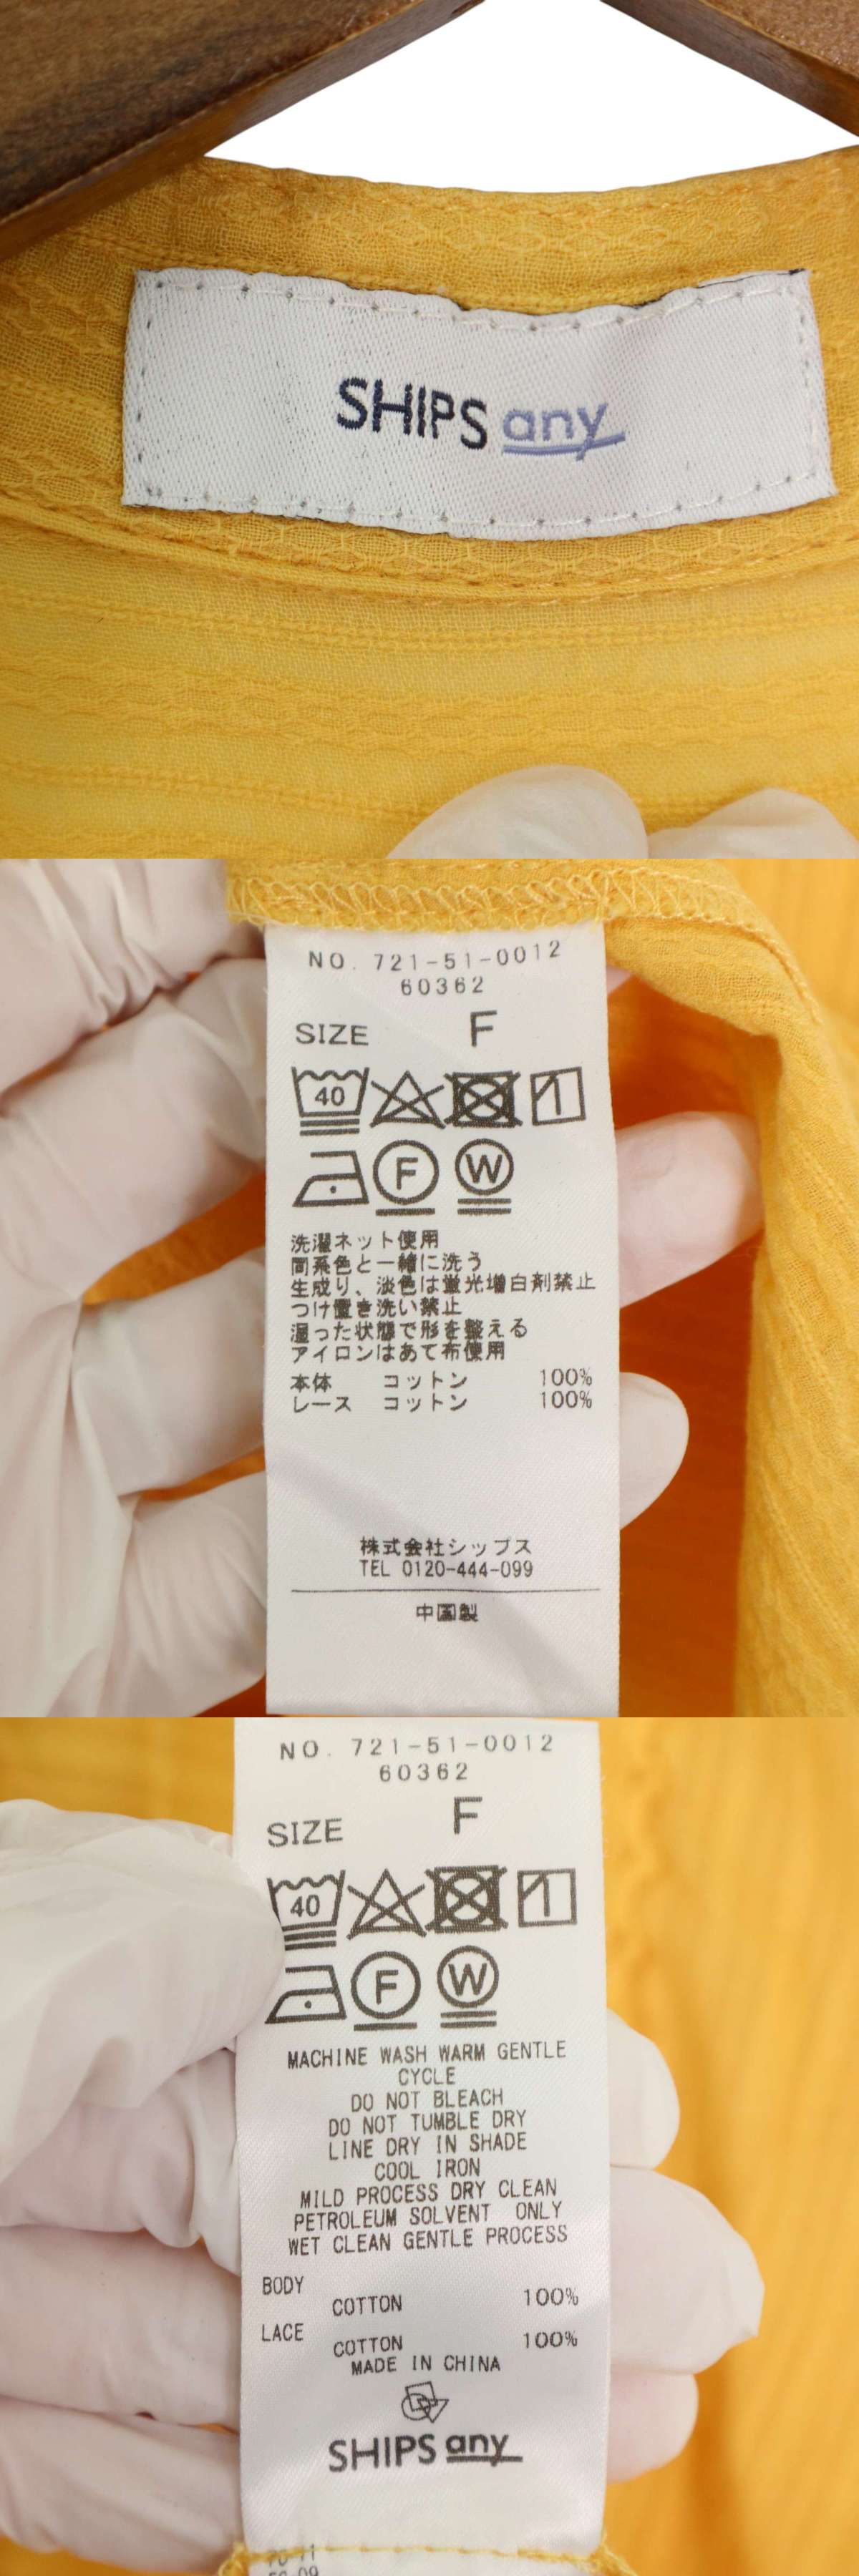 SHIPS any
NO. 721-51-0012
60362
SIZE F
40
F W
洗濯ネット使用
同系色と一緒に洗う
生成り、淡色は蛍光増白剤禁止
つけ置き洗い禁止
湿った状態で形を整える
アイロンはあて布使用
本体 コットン 100%
レース コットン 100%
株式会社シップス
TEL 0120-444-099
中国製
NO. 721-51-0012
60362
SIZE F
40
F W
MACHINE WASH WARM GENTLE
CYCLE
DO NOT BLEACH
DO NOT TUMBLE DRY
LINE DRY IN SHADE
COOL IRON
MILD PROCESS DRY CLEAN
PETROLEUM SOLVENT ONLY
WET CLEAN GENTLE PROCESS
BODY
COTTON 100%
LACE
COTTON 100%
MADE IN CHINA
SHIPS any